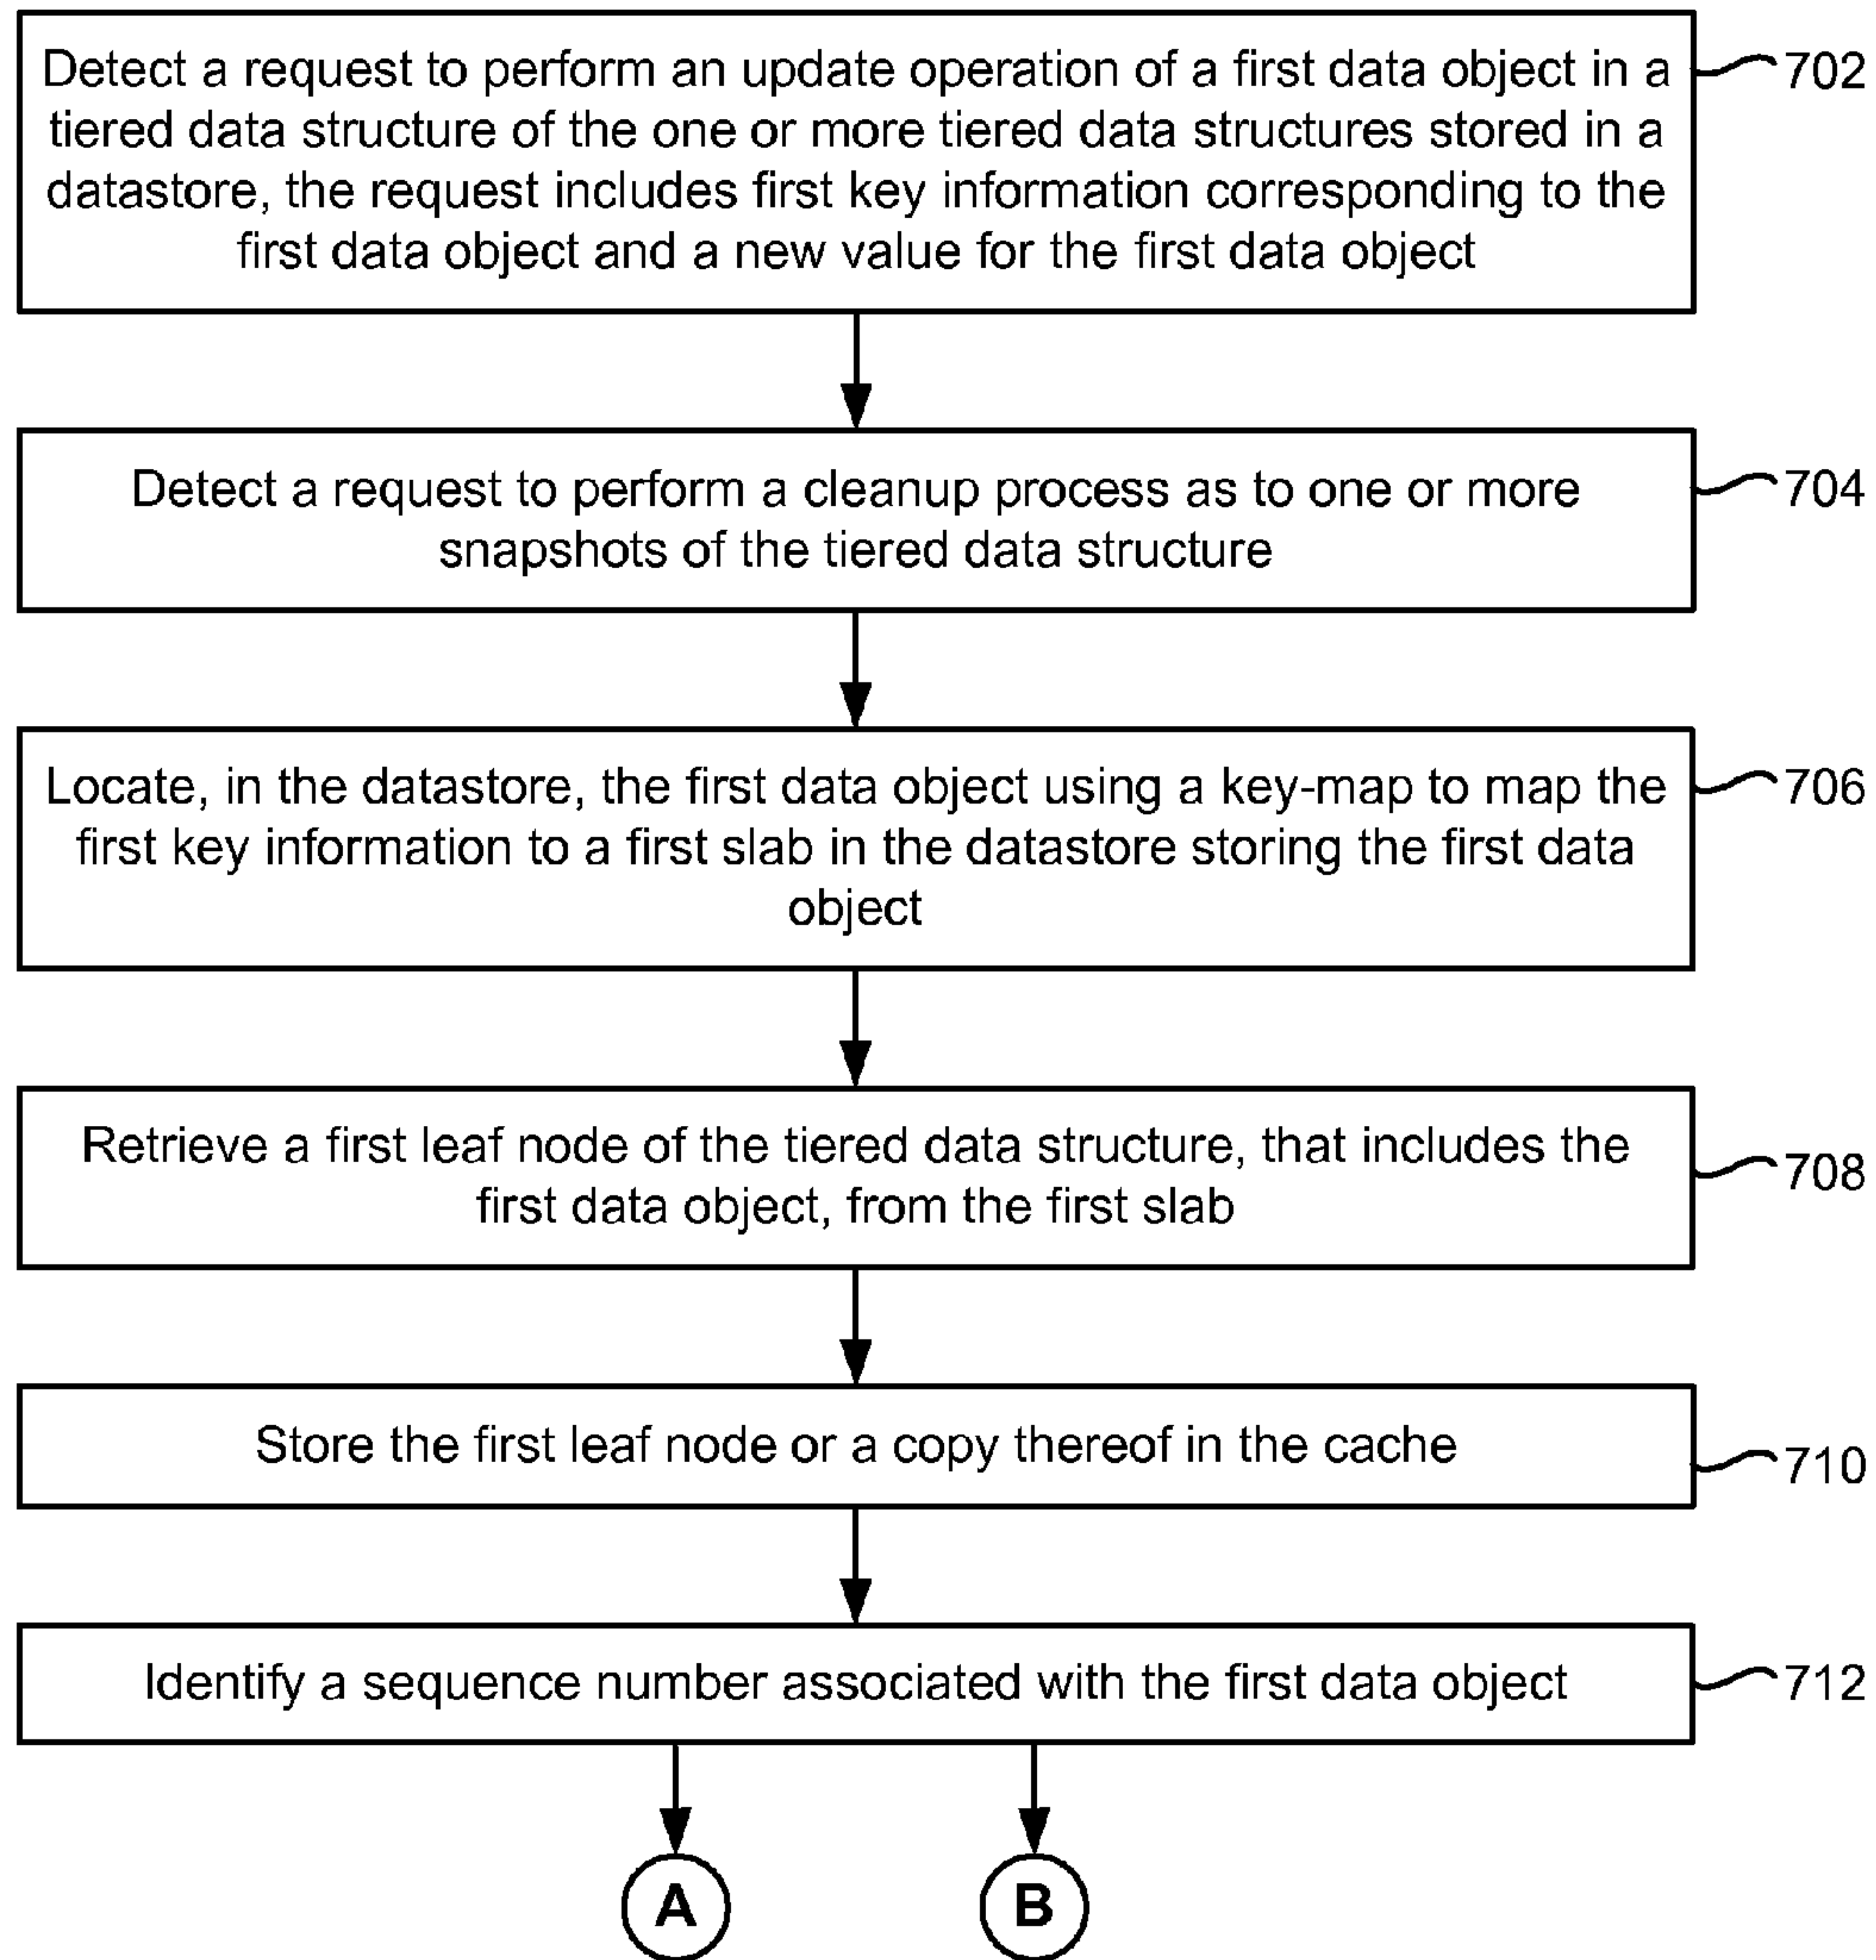 Detect a request to perform an update operation of a first data object in a
tiered data structure of the one or more tiered data structures stored in a
datastore, the request includes first key information corresponding to the
first data object and a new value for the first data object
702
Detect a request to perform a cleanup process as to one or more
snapshots of the tiered data structure
704
Locate, in the datastore, the first data object using a key-map to map the
first key information to a first slab in the datastore storing the first data
object
706
Retrieve a first leaf node of the tiered data structure, that includes the
first data object, from the first slab
708
Store the first leaf node or a copy thereof in the cache
710
Identify a sequence number associated with the first data object
712
A
B